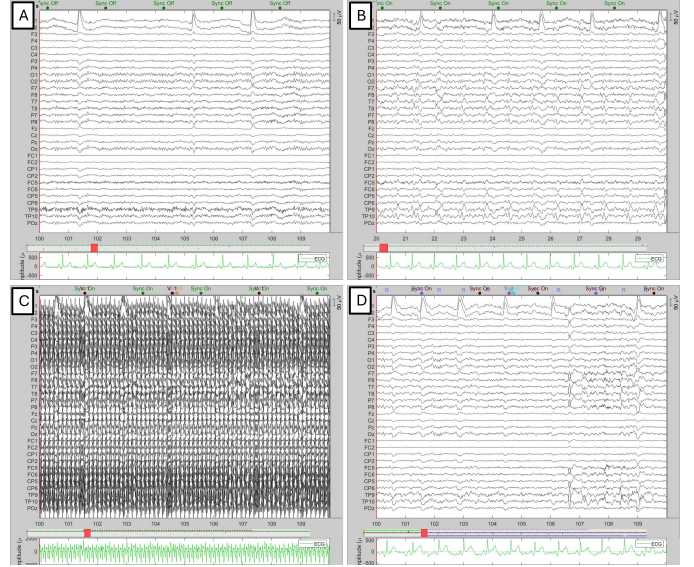 A
Sync Off Sync Off Sync Off Sync Off Sync Off
50 µV
F3
F4
C3
C4
P3
P4
O1
O2
F7
F8
T7
T8
P7
P8
Fz
Cz
Pz
Oz
FC1
FC2
CP1
CP2
FC5
FC6
CP5
CP6
TP9
TP10
POz
100 101 102 103 104 105 106 107 108 109
500
0
ECG
B
Sync On Sync On Sync On Sync On Sync On
50 µV
F3
F4
C3
C4
P3
P4
O1
O2
F7
F8
T7
T8
P7
P8
Fz
Cz
Pz
Oz
FC1
FC2
CP1
CP2
FC5
FC6
CP5
CP6
TP9
TP10
POz
20 21 22 23 24 25 26 27 28 29
500
0
ECG
C
Sync On Sync On Sync On
50 µV
F3
F4
C3
C4
P3
P4
O1
O2
F7
F8
T7
T8
P7
P8
Fz
Cz
Pz
Oz
FC1
FC2
CP1
CP2
FC5
FC6
CP5
CP6
TP9
TP10
POz
100 101 102 103 104 105 106 107 108 109
0
ECG
D
R Sync On R R Sync On Sync On Sync On R Sync On
50 µV
F3
F4
C3
C4
P3
P4
O1
O2
F7
F8
T7
T8
P7
P8
Fz
Cz
Pz
Oz
FC1
FC2
CP1
CP2
FC5
FC6
CP5
CP6
TP9
TP10
POz
100 101 102 103 104 105 106 107 108 109
500
0
-500
ECG